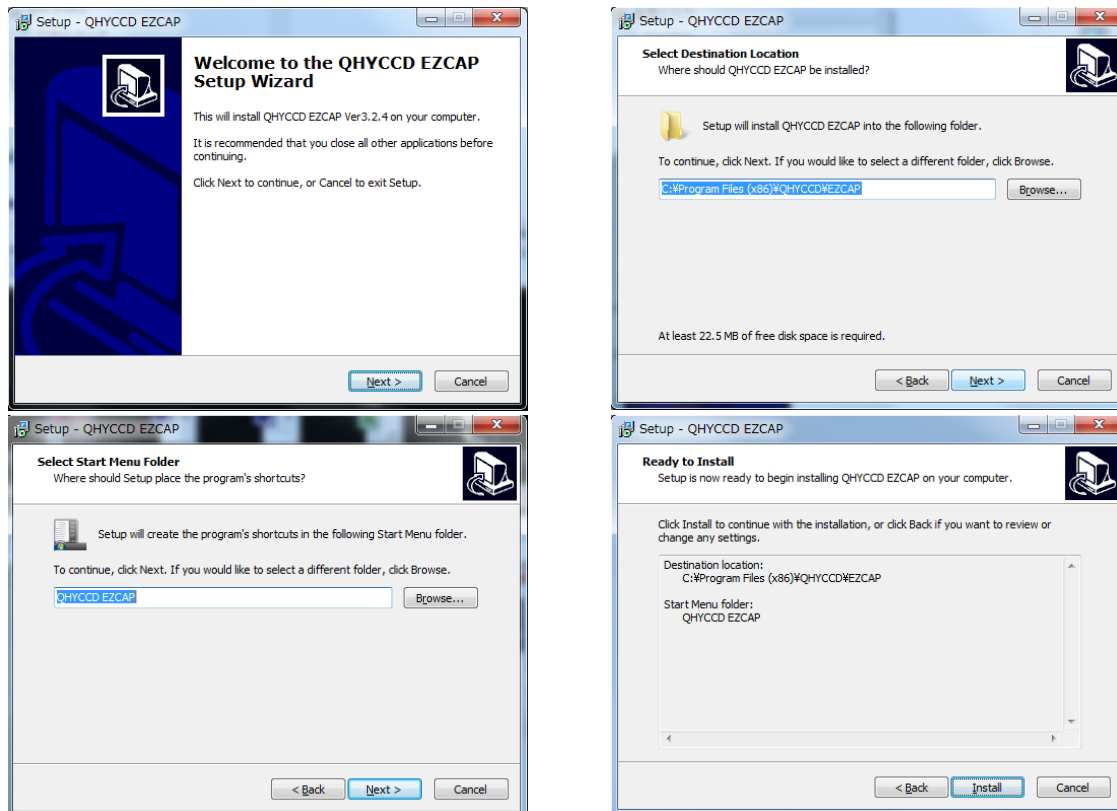 Setup - QHYCCD EZCAP
Welcome to the QHYCCD EZCAP
Setup Wizard
This will install QHYCCD EZCAP Ver3.2.4 on your computer.
It is recommended that you close all other applications before
continuing.
Click Next to continue, or Cancel to exit Setup.
Next >
Cancel
Setup - QHYCCD EZCAP
Select Destination Location
Where should QHYCCD EZCAP be installed?
Setup will install QHYCCD EZCAP into the following folder.
To continue, click Next. If you would like to select a different folder, click Browse.
C:¥Program Files (x86)¥QHYCCD¥EZCAP
Browse...
At least 22.5 MB of free disk space is required.
< Back
Next >
Cancel
Setup - QHYCCD EZCAP
Select Start Menu Folder
Where should Setup place the program's shortcuts?
Setup will create the program's shortcuts in the following Start Menu folder.
To continue, click Next. If you would like to select a different folder, click Browse.
QHYCCD EZCAP
Browse...
< Back
Next >
Cancel
Setup - QHYCCD EZCAP
Ready to Install
Setup is now ready to begin installing QHYCCD EZCAP on your computer.
Click Install to continue with the installation, or click Back if you want to review or
change any settings.
Destination location:
C:¥Program Files (x86)¥QHYCCD¥EZCAP
Start Menu folder:
QHYCCD EZCAP
< Back
Install
Cancel